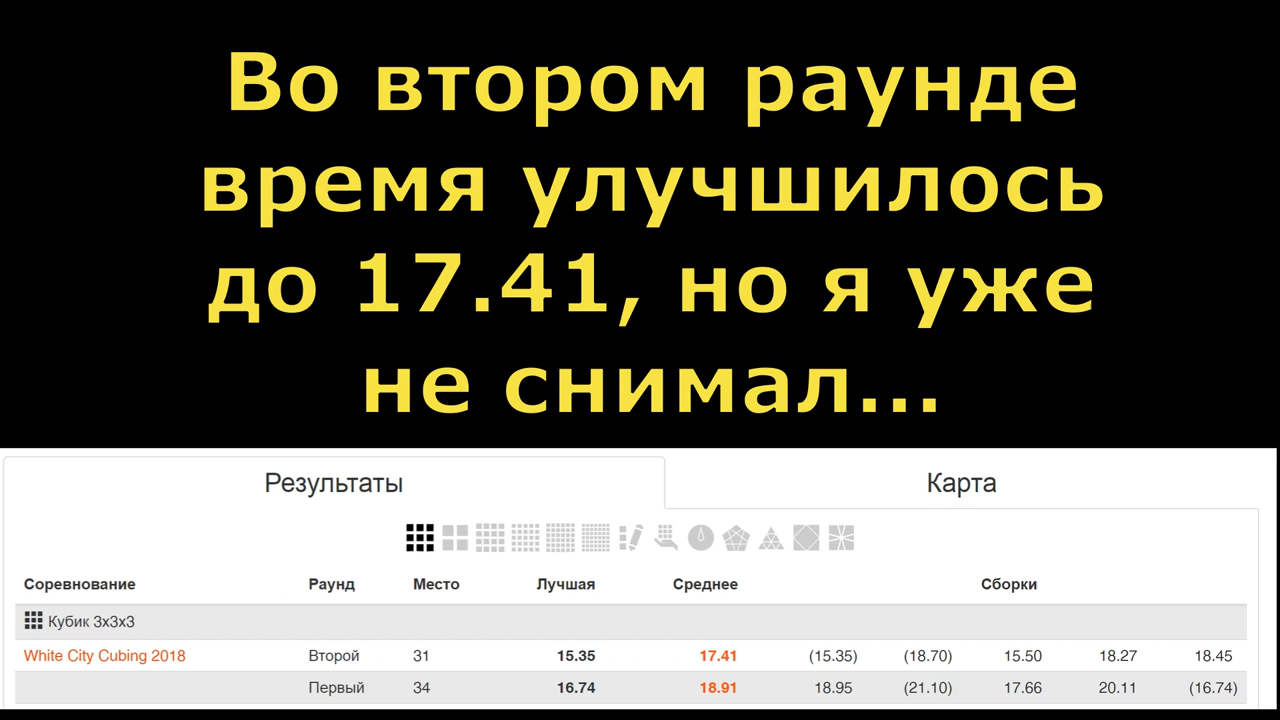 Во втором раунде
время улучшилось
до 17.41, но я уже
не снимал...
Результаты Карта
Соревнование Раунд Место Лучшая Среднее Сборки
Кубик 3x3x3
White City Cubing 2018 Второй 31 15.35 17.41 (15.35) (18.70) 15.50 18.27 18.45
Первый 34 16.74 18.91 18.95 (21.10) 17.66 20.11 (16.74)